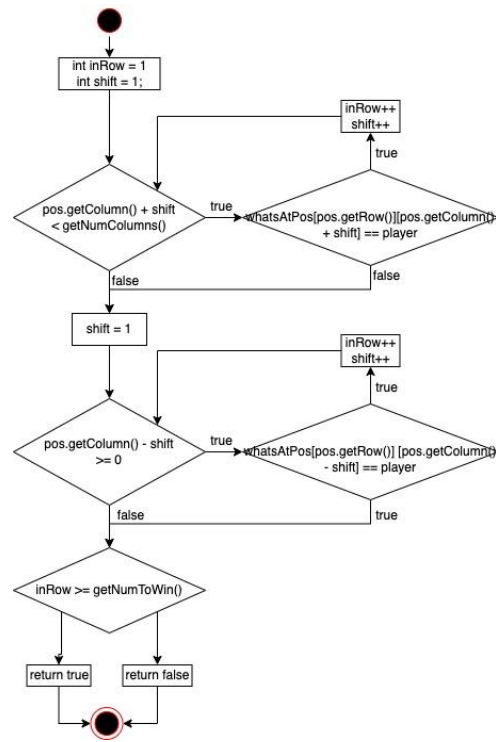 int inRow = 1
int shift = 1;
inRow++
shift++
true
pos.getColumn() + shift
< getNumColumns()
true
whatsAtPos[pos.getRow()][pos.getColumn()
+ shift] == player
false
false
shift = 1
inRow++
shift++
true
pos.getColumn() - shift
>= 0
true
whatsAtPos[pos.getRow()] [pos.getColumn()
- shift] == player
false
true
inRow >= getNumToWin()
return true
return false